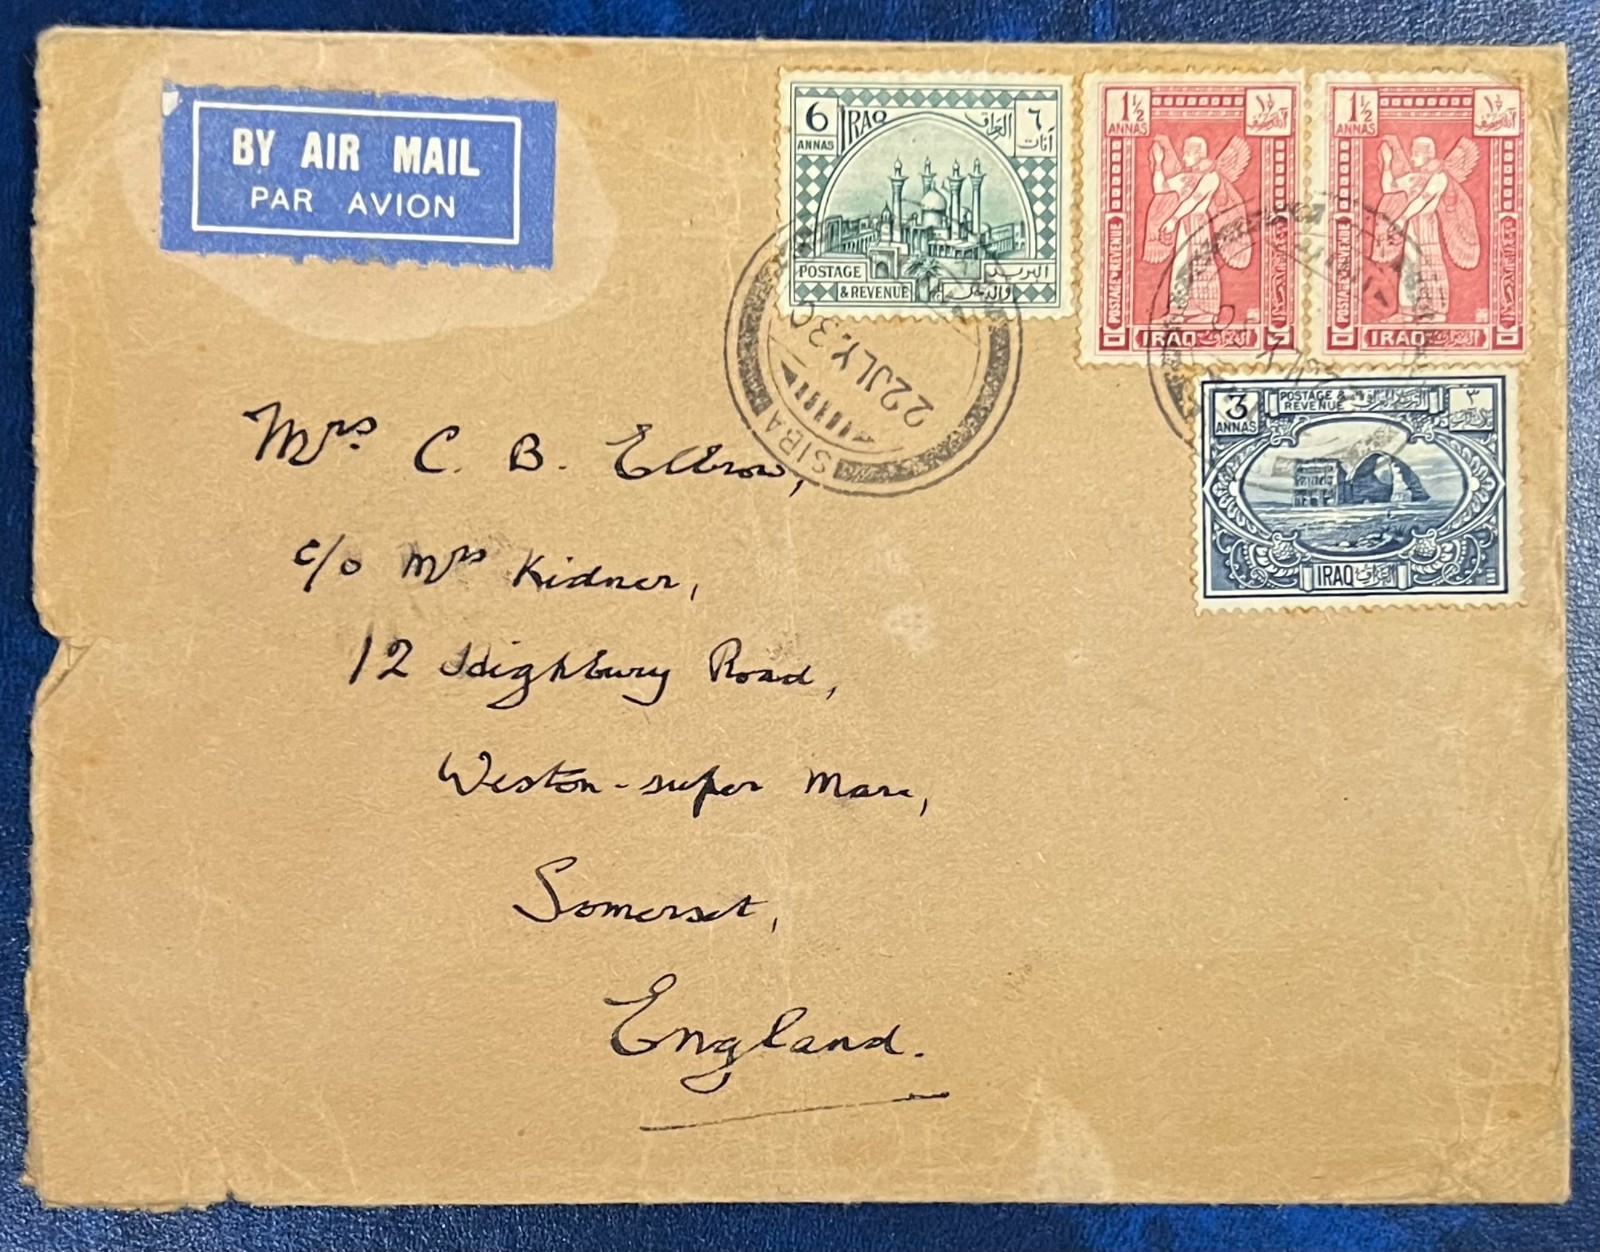 BY AIR MAIL
PAR AVION
6
ANNAS
IRAQ
العراق
٦
آنات
POSTAGE
& REVENUE
البريد
1½
ANNAS
POSTAGE & REVENUE
IRAQ
العراق
1½
ANNAS
POSTAGE & REVENUE
IRAQ
العراق
3
ANNAS
POSTAGE &
REVENUE
٣
IRAQ
العراق
SIBA
22 JLY 30
Mrs C. B.
c/o Mrs Kidner,
12 Highbury Road,
Weston-super Mare,
Somerset,
England.